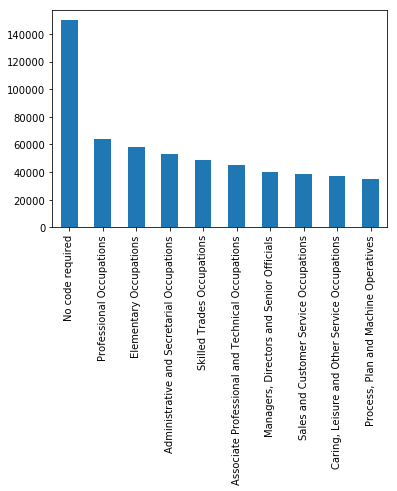 140000
120000
100000
80000
60000
40000
20000
0
No code required
Professional Occupations
Elementary Occupations
Administrative and Secretarial Occupations
Skilled Trades Occupations
Associate Professional and Technical Occupations
Managers, Directors and Senior Officials
Sales and Customer Service Occupations
Caring, Leisure and Other Service Occupations
Process, Plan and Machine Operatives